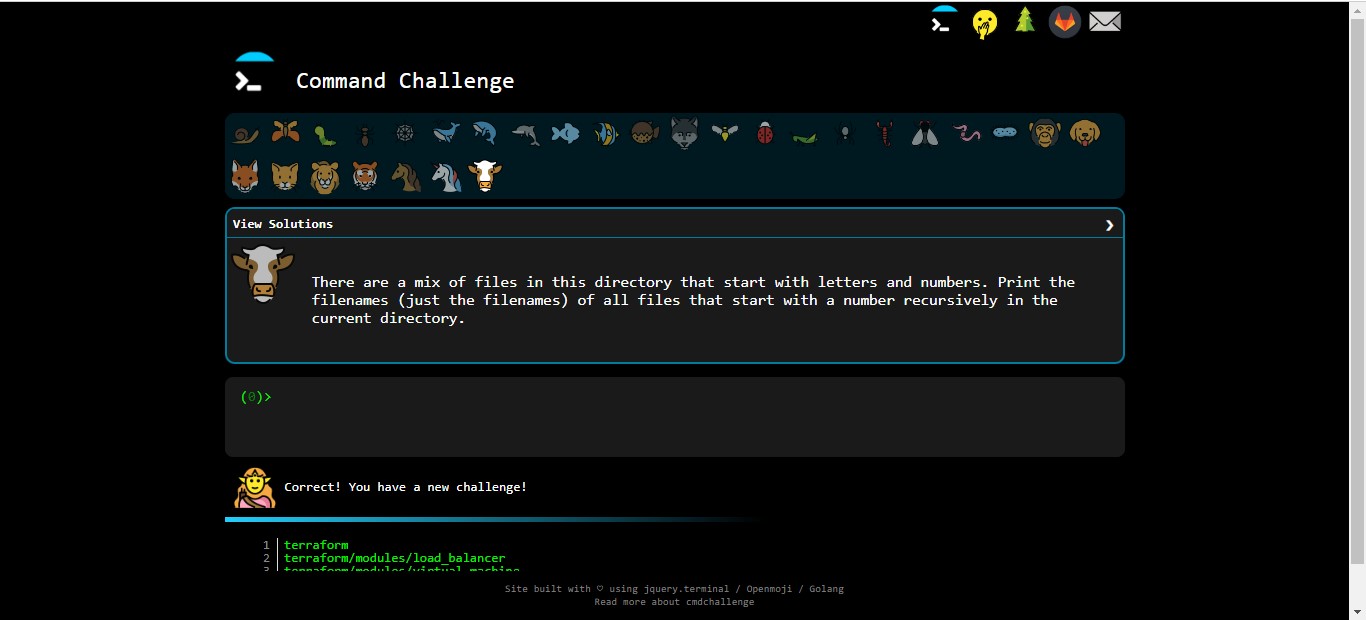 Command Challenge
View Solutions
There are a mix of files in this directory that start with letters and numbers. Print the
filenames (just the filenames) of all files that start with a number recursively in the
current directory.
(0)>
Correct! You have a new challenge!
1 terraform
2 terraform/modules/load_balancer
3 terraform/modules/virtual_machine
Site built with ♡ using jquery.terminal / Openmoji / Golang
Read more about cmdchallenge